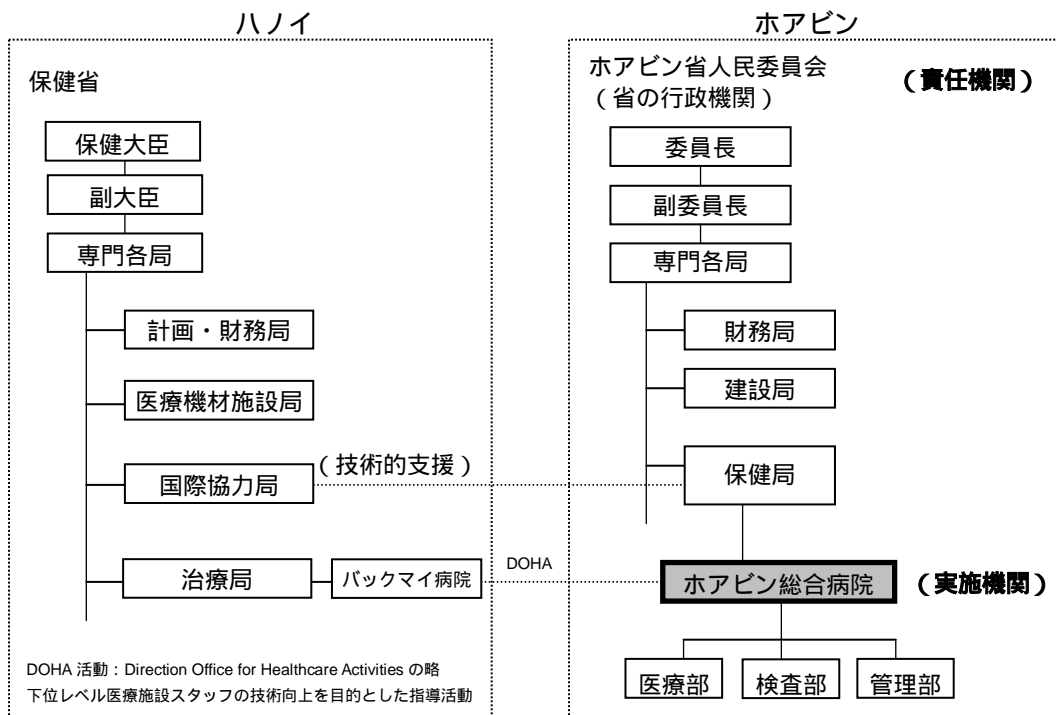 ハノイ
保健省
保健大臣
副大臣
専門各局
計画・財務局
医療機材施設局
(技術的支援)
国際協力局
治療局
バックマイ病院
DOHA
DOHA 活動：Direction Office for Healthcare Activities の略
下位レベル医療施設スタッフの技術向上を目的とした指導活動
ホアビン
ホアビン省人民委員会
(省の行政機関)
(責任機関)
委員長
副委員長
専門各局
財務局
建設局
保健局
ホアビン総合病院
(実施機関)
医療部
検査部
管理部